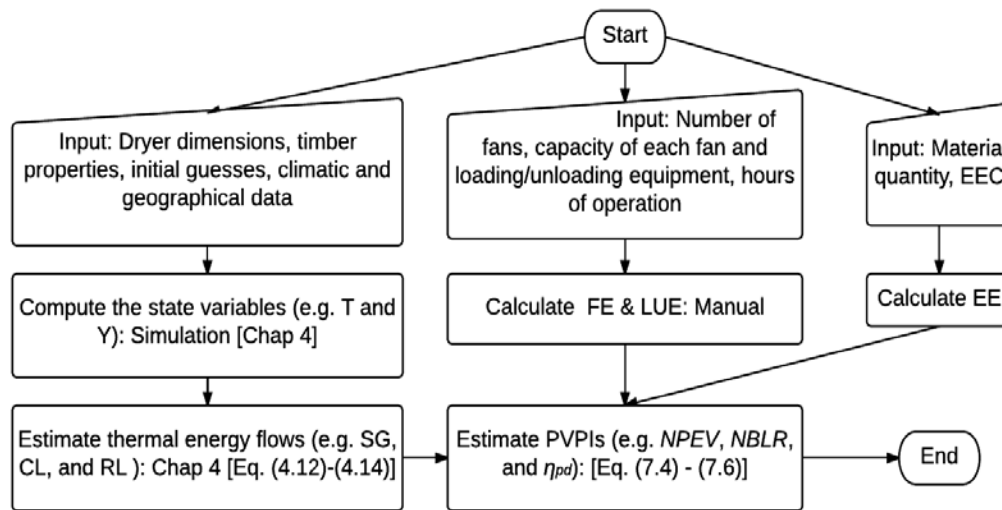 Start
Input: Dryer dimensions, timber
properties, initial guesses, climatic and
geographical data
Input: Number of
fans, capacity of each fan and
loading/unloading equipment, hours
of operation
Input: Materia
quantity, EEC
Compute the state variables (e.g. T and
Y): Simulation [Chap 4]
Calculate FE & LUE: Manual
Calculate EE
Estimate thermal energy flows (e.g. SG,
CL, and RL ): Chap 4 [Eq. (4.12)-(4.14)]
Estimate PVPIs (e.g. NPEV, NBLR,
and ηpd): [Eq. (7.4) - (7.6)]
End